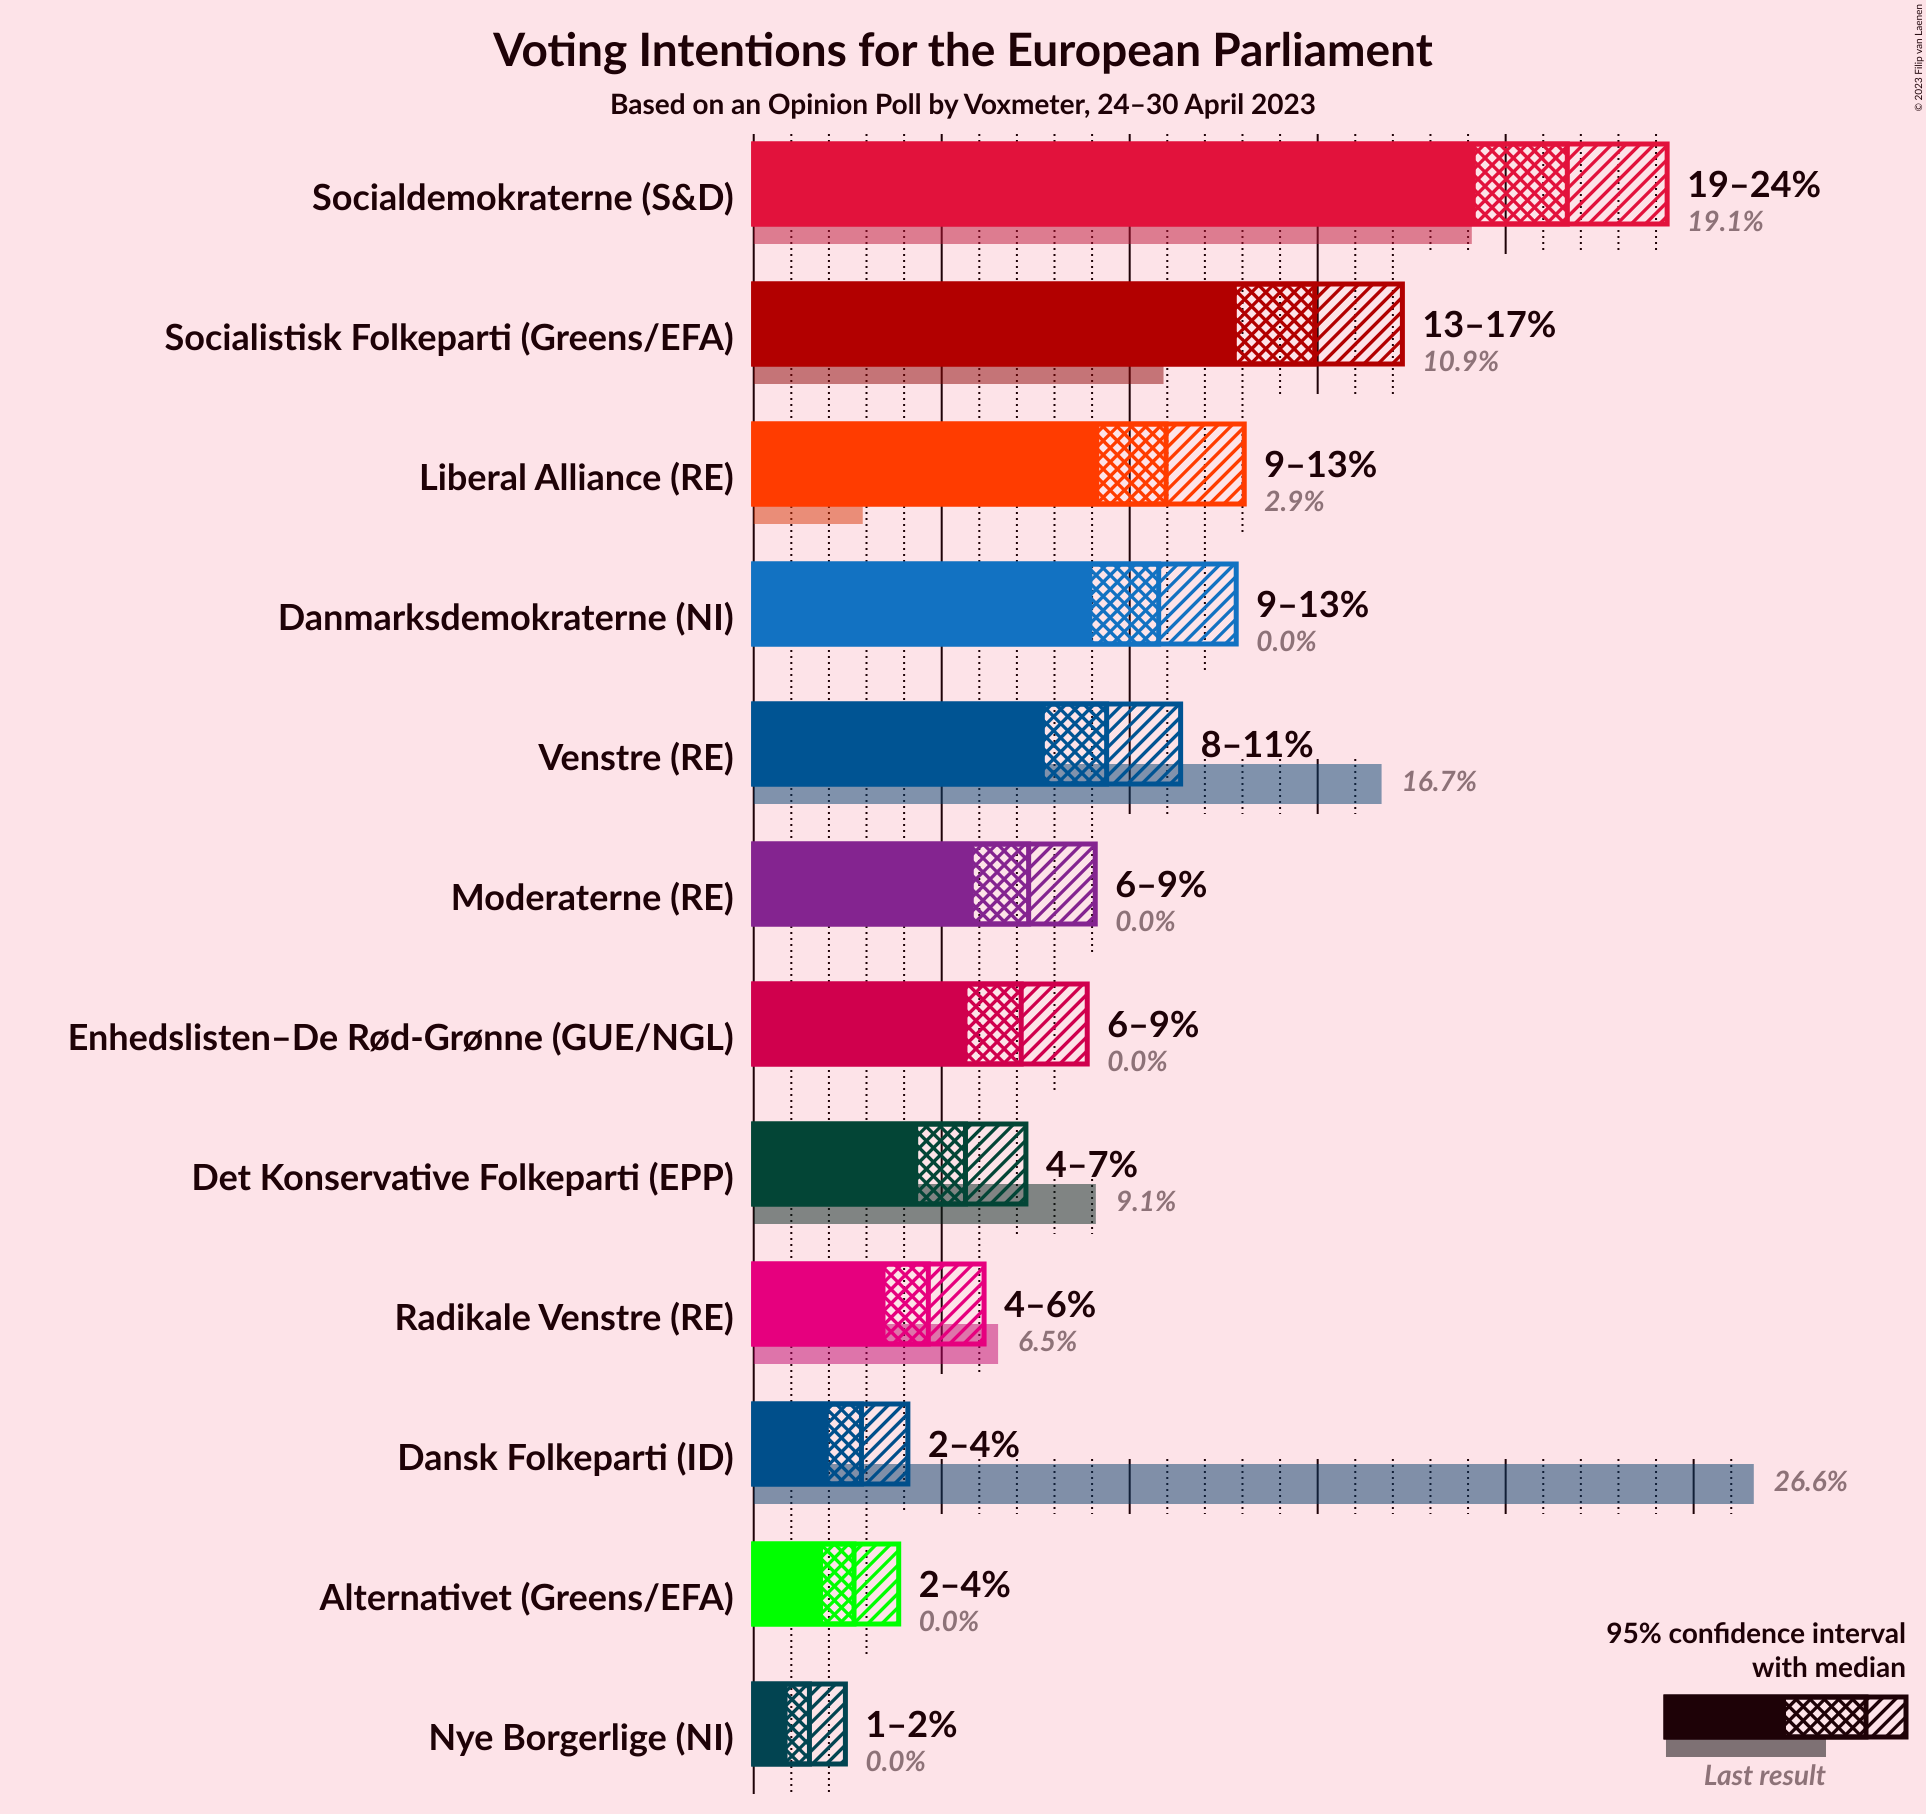 Voting Intentions for the European Parliament
Based on an Opinion Poll by Voxmeter, 24–30 April 2023
© 2023 Filip van Laenen
Socialdemokraterne (S&D)
19–24%
19.1%
Socialistisk Folkeparti (Greens/EFA)
13–17%
10.9%
Liberal Alliance (RE)
9–13%
2.9%
Danmarksdemokraterne (NI)
9–13%
0.0%
Venstre (RE)
8–11%
16.7%
Moderaterne (RE)
6–9%
0.0%
Enhedslisten–De Rød-Grønne (GUE/NGL)
6–9%
0.0%
Det Konservative Folkeparti (EPP)
4–7%
9.1%
Radikale Venstre (RE)
4–6%
6.5%
Dansk Folkeparti (ID)
2–4%
26.6%
Alternativet (Greens/EFA)
2–4%
0.0%
Nye Borgerlige (NI)
1–2%
0.0%
95% confidence interval
with median
Last result